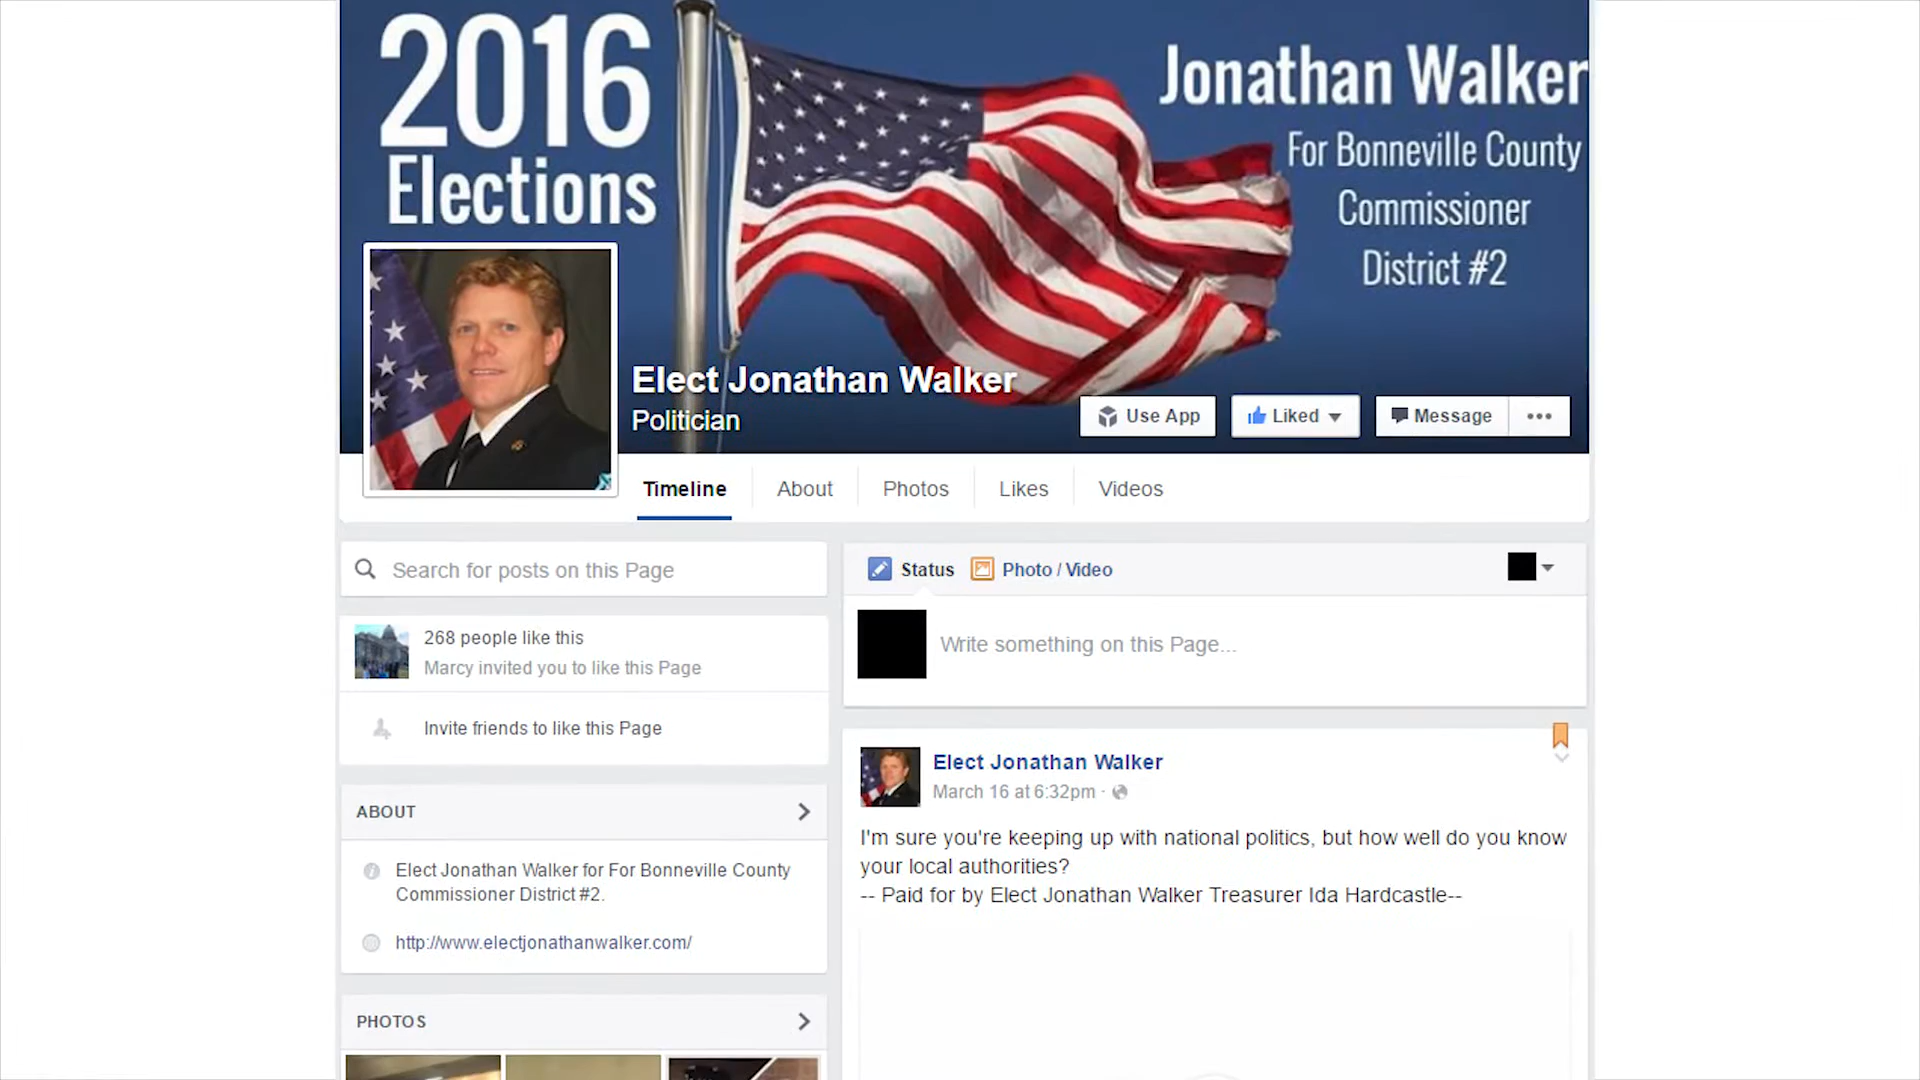 2016
Elections
Jonathan Walker
For Bonneville County
Commissioner
District #2
Elect Jonathan Walker
Politician
Use App
Liked
Message
Timeline
About
Photos
Likes
Videos
Search for posts on this Page
268 people like this
Marcy invited you to like this Page
Invite friends to like this Page
ABOUT
Elect Jonathan Walker for For Bonneville County
Commissioner District #2.
http://www.electjonathanwalker.com/
PHOTOS
Status
Photo / Video
Write something on this Page...
Elect Jonathan Walker
March 16 at 6:32pm ·
I'm sure you're keeping up with national politics, but how well do you know
your local authorities?
-- Paid for by Elect Jonathan Walker Treasurer Ida Hardcastle--